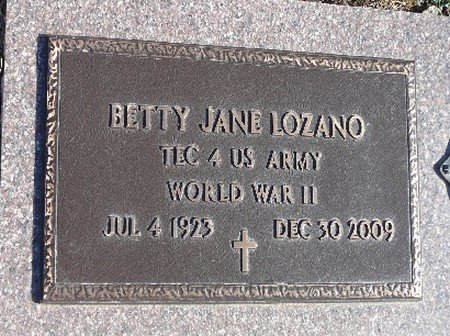 BETTY JANE LOZANO
TEC 4 US ARMY
WORLD WAR II
JUL 4 1923 DEC 30 2009